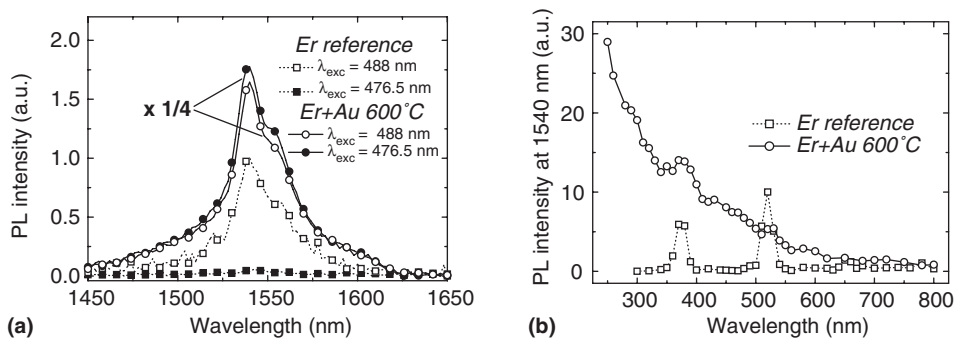 2.0
1.5
1.0
0.5
0.0
PL intensity (a.u.)
Er reference
λexc = 488 nm
λexc = 476.5 nm
Er+Au 600°C
λexc = 488 nm
λexc = 476.5 nm
x 1/4
1450 1500 1550 1600 1650
Wavelength (nm)
(a)
30
20
10
0
PL intensity at 1540 nm (a.u.)
Er reference
Er+Au 600°C
300 400 500 600 700 800
Wavelength (nm)
(b)